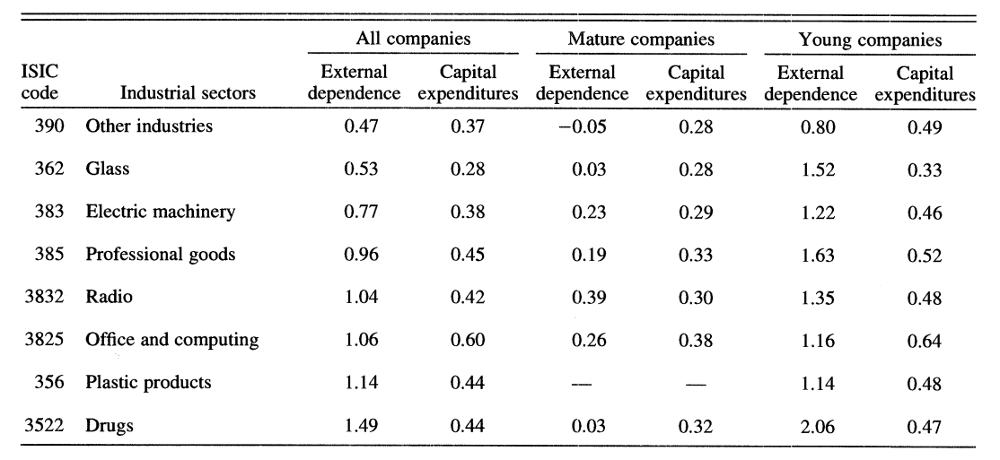 All companies Mature companies Young companies
ISIC External Capital External Capital External Capital
code Industrial sectors dependence expenditures dependence expenditures dependence expenditures
390 Other industries 0.47 0.37 −0.05 0.28 0.80 0.49
362 Glass 0.53 0.28 0.03 0.28 1.52 0.33
383 Electric machinery 0.77 0.38 0.23 0.29 1.22 0.46
385 Professional goods 0.96 0.45 0.19 0.33 1.63 0.52
3832 Radio 1.04 0.42 0.39 0.30 1.35 0.48
3825 Office and computing 1.06 0.60 0.26 0.38 1.16 0.64
356 Plastic products 1.14 0.44 — — 1.14 0.48
3522 Drugs 1.49 0.44 0.03 0.32 2.06 0.47